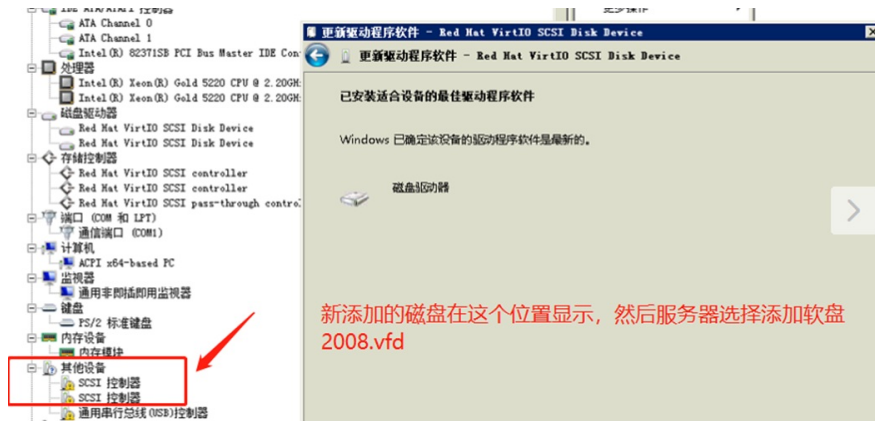 IDE ATA/ATAPI 控制器
ATA Channel 0
ATA Channel 1
Intel(R) 82371SB PCI Bus Master IDE Con
处理器
Intel(R) Xeon(R) Gold 5220 CPU @ 2.20GH
Intel(R) Xeon(R) Gold 5220 CPU @ 2.20GH
磁盘驱动器
Red Hat VirtIO SCSI Disk Device
Red Hat VirtIO SCSI Disk Device
存储控制器
Red Hat VirtIO SCSI controller
Red Hat VirtIO SCSI controller
Red Hat VirtIO SCSI pass-through contro
端口 (COM 和 LPT)
通信端口 (COM1)
计算机
ACPI x64-based PC
监视器
通用非即插即用监视器
键盘
PS/2 标准键盘
内存设备
内存模块
其他设备
SCSI 控制器
SCSI 控制器
通用串行总线(USB)控制器
更多操作
更新驱动程序软件 - Red Hat VirtIO SCSI Disk Device
更新驱动程序软件 - Red Hat VirtIO SCSI Disk Device
已安装适合设备的最佳驱动程序软件
Windows 已确定该设备的驱动程序软件是最新的。
磁盘驱动器
新添加的磁盘在这个位置显示，然后服务器选择添加软盘
2008.vfd